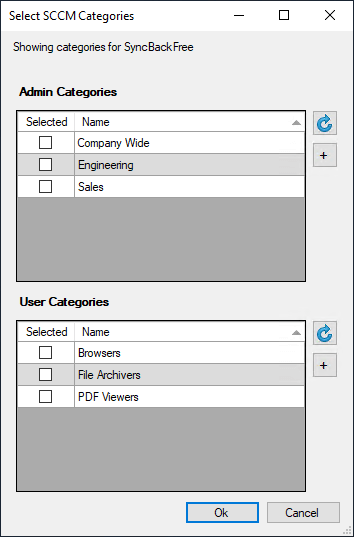 Select SCCM Categories
Showing categories for SyncBackFree
Admin Categories
Selected Name
Company Wide
Engineering
Sales
+
User Categories
Selected Name
Browsers
File Archivers
PDF Viewers
+
Ok Cancel